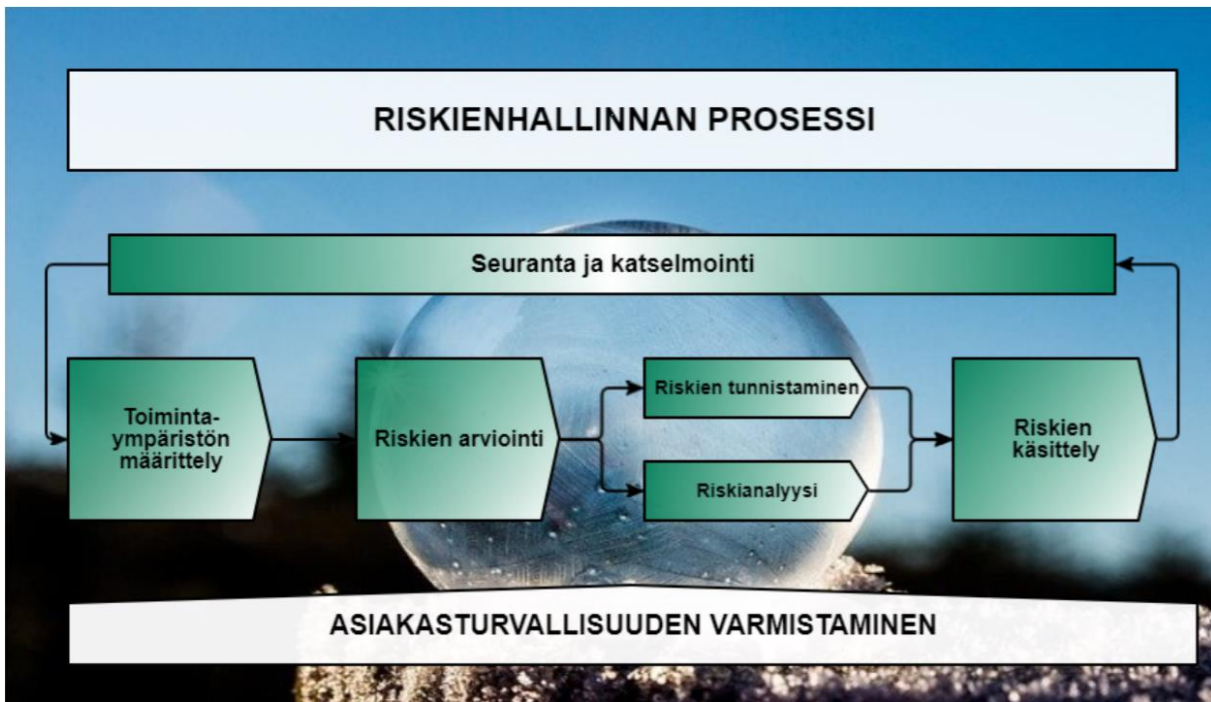 RISKIENHALLINNAN PROSESSI
Seuranta ja katselmointi
Toiminta-
ympäristön
määrittely
Riskien arviointi
Riskien tunnistaminen
Riskianalyysi
Riskien
käsittely
ASIAKASTURVALLISUUDEN VARMISTAMINEN